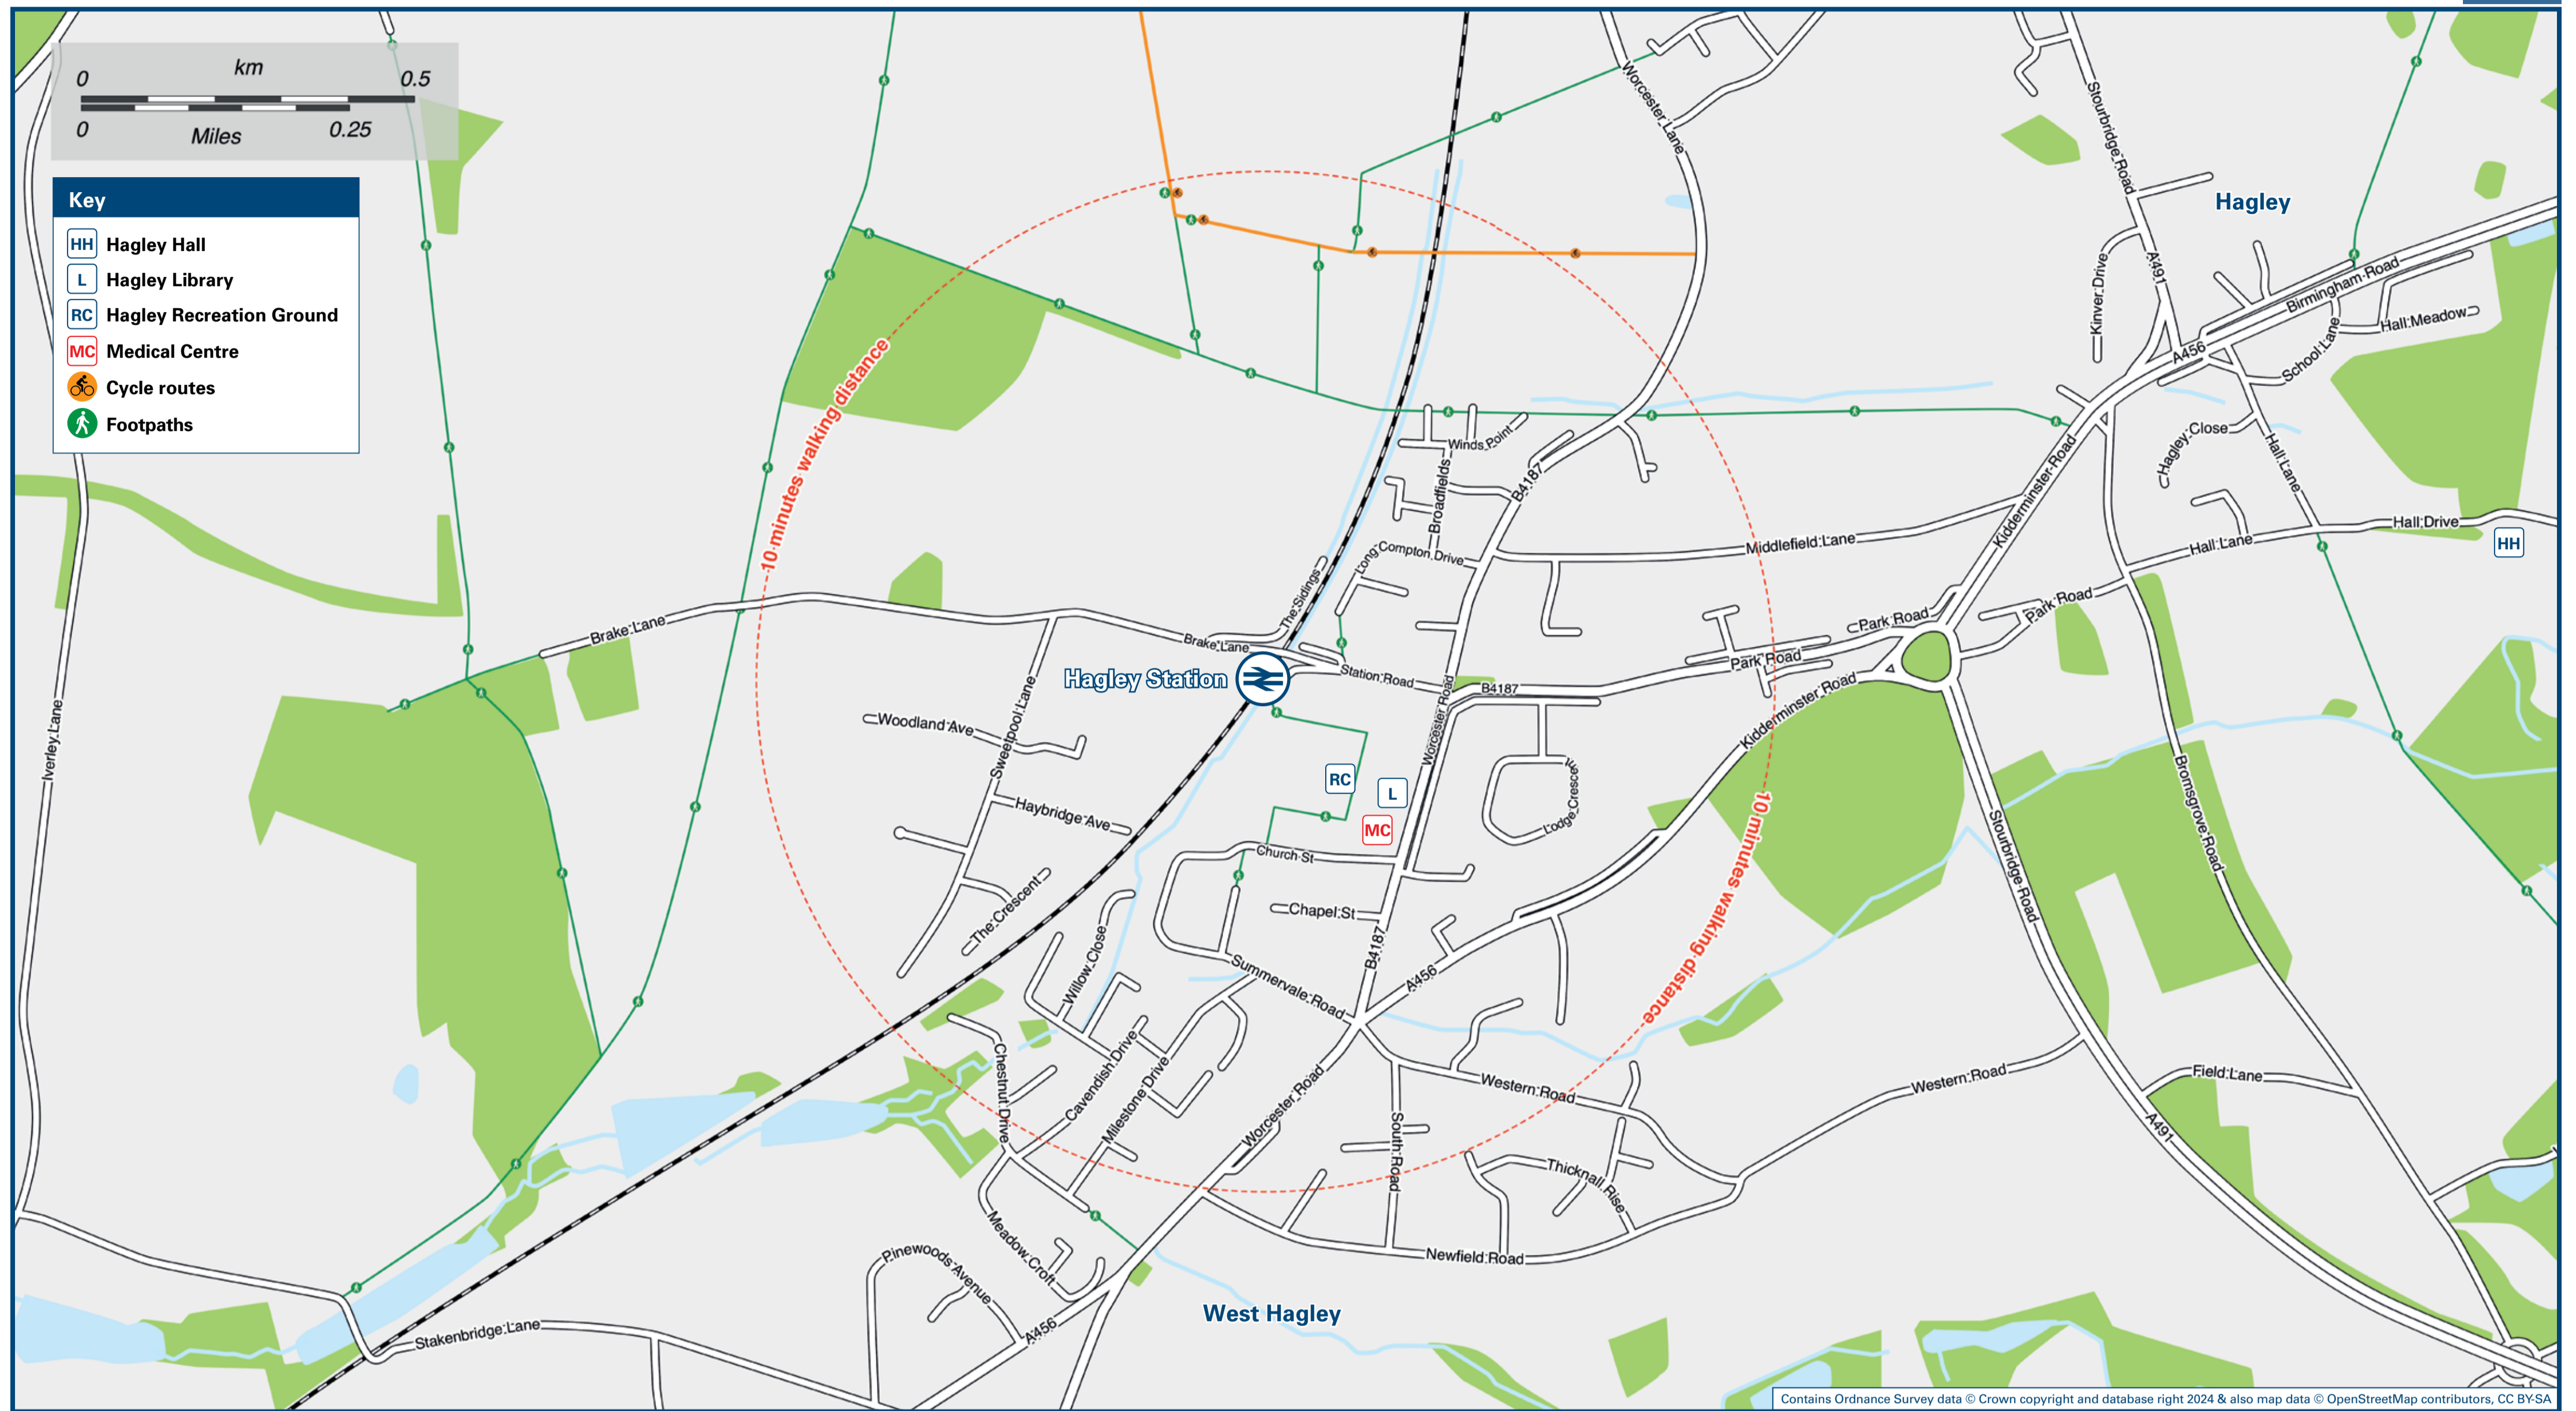 km
0 0.5
0 0.25
Miles
Key
HH Hagley Hall
L Hagley Library
RC Hagley Recreation Ground
MC Medical Centre
Cycle routes
Footpaths
Worcester Lane
Stourbridge Road
Hagley
A491
Kinver Drive
Birmingham Road
Hall Meadow
School Lane
A456
10 minutes walking distance
Winds Point
Broadfields
B4187
Hagley Close
Hall Lane
Kidderminster Road
Hall Drive
HH
Hall Lane
Middlefield Lane
Long Compton Drive
The Sidings
Brake Lane
Brake Lane
Park Road
Park Road
Park Road
Hagley Station
Station Road
B4187
Kidderminster Road
Worcester Road
Woodland Ave
Sweetpool Lane
Iverley Lane
RC
L
MC
Haybridge Ave
Lodge Crescent
Church St
The Crescent
Chapel St
10 minutes walking distance
Stourbridge Road
Bromsgrove Road
Willow Close
Summervale Road
B4187
A456
Chestnut Drive
Cavendish Drive
Milestone Drive
Worcester Road
South Road
Western Road
Western Road
Field Lane
A491
Thicknall Rise
Newfield Road
Meadow Croft
Pinewoods Avenue
A456
Stakenbridge Lane
West Hagley
Contains Ordnance Survey data © Crown copyright and database right 2024 & also map data © OpenStreetMap contributors, CC BY-SA